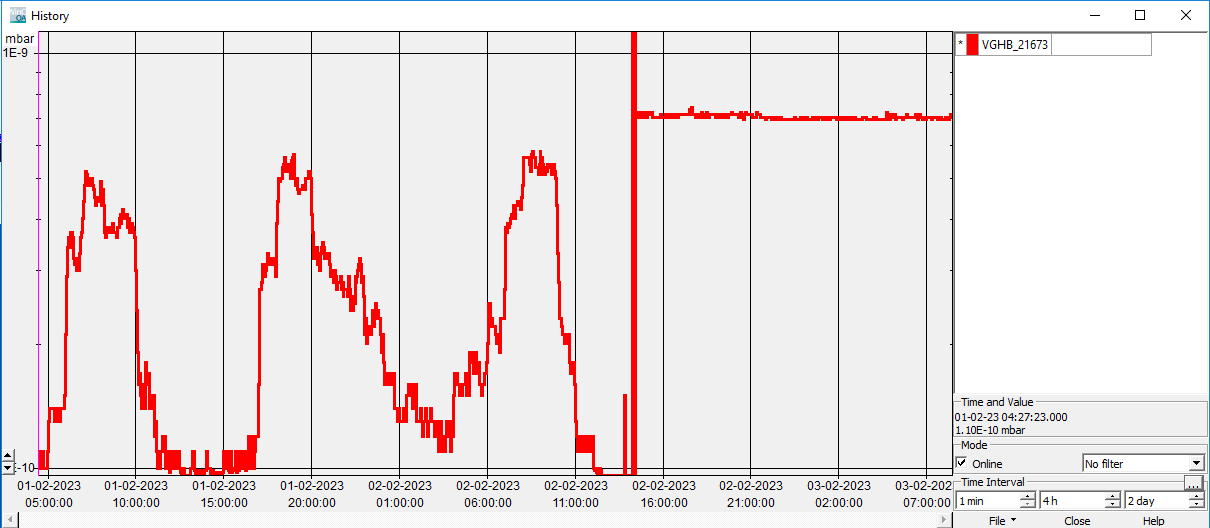 History
mbar
1E-9
E-10
01-02-2023 01-02-2023 01-02-2023 01-02-2023 02-02-2023 02-02-2023 02-02-2023 02-02-2023 02-02-2023 03-02-2023 03-02-202
05:00:00 10:00:00 15:00:00 20:00:00 01:00:00 06:00:00 11:00:00 16:00:00 21:00:00 02:00:00 07:00:00
* VGHB_21673
Time and Value
01-02-23 04:27:23.000
1.10E-10 mbar
Mode
Online No filter
Time Interval ...
1 min 4 h 2 day
File Close Help